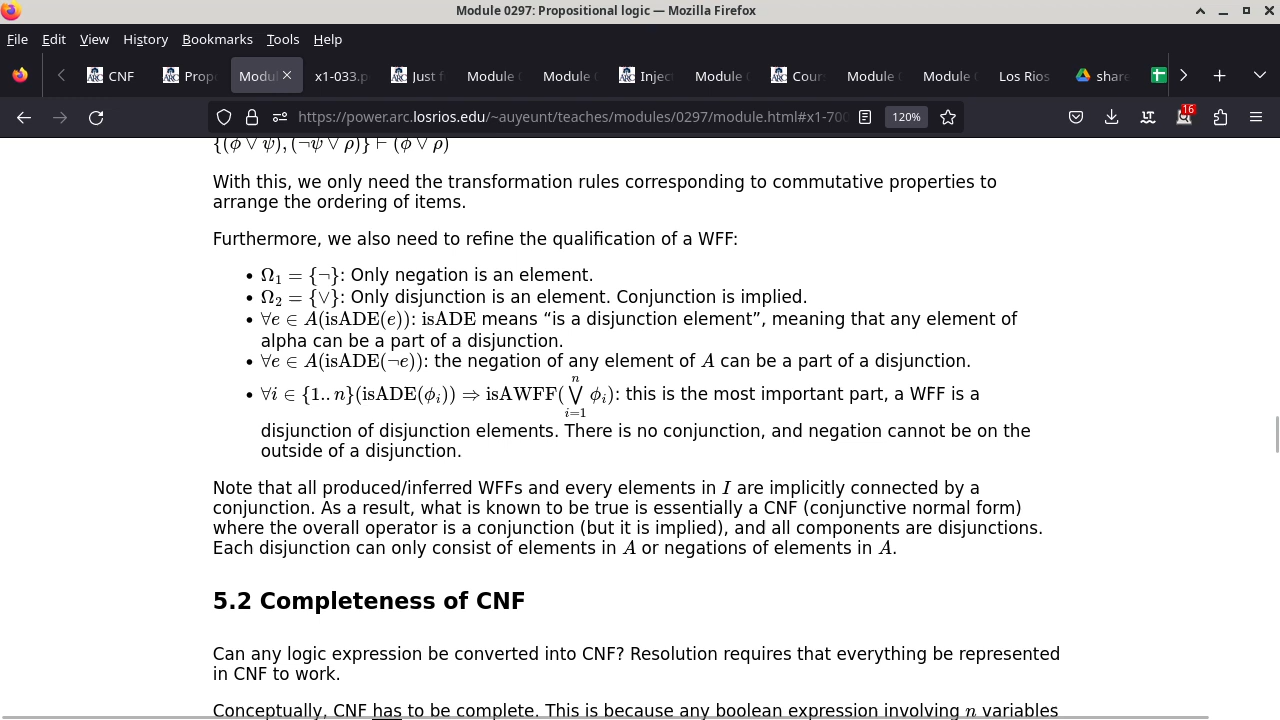 Module 0297: Propositional logic — Mozilla Firefox
File Edit View History Bookmarks Tools Help
CNF Prop Modul x1-033.p Just f Module Module Injec Module Cour Module Module Los Rios share
https://power.arc.losrios.edu/~auyeunt/teaches/modules/0297/module.html#x1-700 120% 16
{(ϕ ∨ ψ), (¬ψ ∨ ρ)} ⊢ (ϕ ∨ ρ)
With this, we only need the transformation rules corresponding to commutative properties to
arrange the ordering of items.
Furthermore, we also need to refine the qualification of a WFF:
• Ω₁ = {¬}: Only negation is an element.
• Ω₂ = {∨}: Only disjunction is an element. Conjunction is implied.
• ∀e ∈ A(isADE(e)): isADE means “is a disjunction element”, meaning that any element of
alpha can be a part of a disjunction.
• ∀e ∈ A(isADE(¬e)): the negation of any element of A can be a part of a disjunction.
• ∀i ∈ {1.. n}(isADE(ϕᵢ)) ⇒ isAWFF(⋁ⁿᵢ₌₁ ϕᵢ): this is the most important part, a WFF is a
disjunction of disjunction elements. There is no conjunction, and negation cannot be on the
outside of a disjunction.
Note that all produced/inferred WFFs and every elements in I are implicitly connected by a
conjunction. As a result, what is known to be true is essentially a CNF (conjunctive normal form)
where the overall operator is a conjunction (but it is implied), and all components are disjunctions.
Each disjunction can only consist of elements in A or negations of elements in A.
5.2 Completeness of CNF
Can any logic expression be converted into CNF? Resolution requires that everything be represented
in CNF to work.
Conceptually, CNF has to be complete. This is because any boolean expression involving n variables